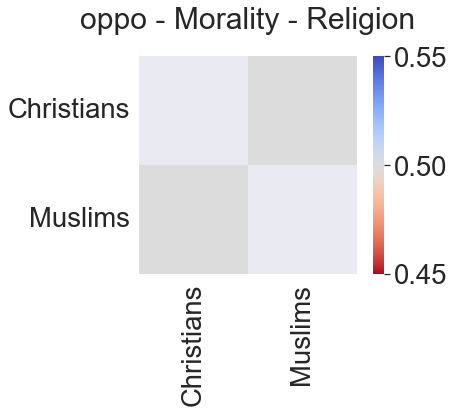 oppo - Morality - Religion
Christians
Muslims
Christians
Muslims
0.55
0.50
0.45